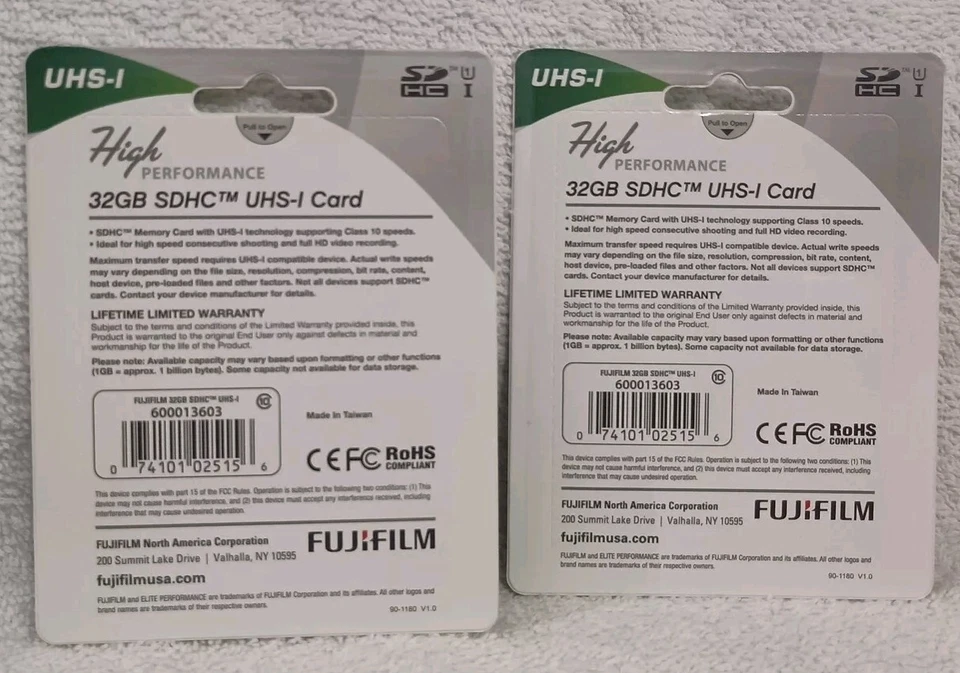 UHS-I
SD™ U1
HC I
Pull to Open
High
PERFORMANCE
32GB SDHC™ UHS-I Card
• SDHC™ Memory Card with UHS-I technology supporting Class 10 speeds.
• Ideal for high speed consecutive shooting and full HD video recording.
Maximum transfer speed requires UHS-I compatible device. Actual write speeds
may vary depending on the file size, resolution, compression, bit rate, content,
host device, pre-loaded files and other factors. Not all devices support SDHC™
cards. Contact your device manufacturer for details.
LIFETIME LIMITED WARRANTY
Subject to the terms and conditions of the Limited Warranty provided inside, this
Product is warranted to the original End User only against defects in material and
workmanship for the life of the Product.
Please note: Available capacity may vary based upon formatting or other functions
(1GB = approx. 1 billion bytes). Some capacity not available for data storage.
FUJIFILM 32GB SDHC™ UHS-I
10
600013603
0 74101 02515 6
Made In Taiwan
CE FC RoHS
COMPLIANT
This device complies with part 15 of the FCC Rules. Operation is subject to the following two conditions: (1) This
device may not cause harmful interference, and (2) this device must accept any interference received, including
interference that may cause undesired operation.
FUJIFILM North America Corporation
200 Summit Lake Drive | Valhalla, NY 10595
fujifilmusa.com
FUJIFILM
FUJIFILM and ELITE PERFORMANCE are trademarks of FUJIFILM Corporation and its affiliates. All other logos and
brand names are trademarks of their respective owners.
90-1160 V1.0
UHS-I
SD™ U1
HC I
Pull to Open
High
PERFORMANCE
32GB SDHC™ UHS-I Card
• SDHC™ Memory Card with UHS-I technology supporting Class 10 speeds.
• Ideal for high speed consecutive shooting and full HD video recording.
Maximum transfer speed requires UHS-I compatible device. Actual write speeds
may vary depending on the file size, resolution, compression, bit rate, content,
host device, pre-loaded files and other factors. Not all devices support SDHC™
cards. Contact your device manufacturer for details.
LIFETIME LIMITED WARRANTY
Subject to the terms and conditions of the Limited Warranty provided inside, this
Product is warranted to the original End User only against defects in material and
workmanship for the life of the Product.
Please note: Available capacity may vary based upon formatting or other functions
(1GB = approx. 1 billion bytes). Some capacity not available for data storage.
FUJIFILM 32GB SDHC™ UHS-I
10
600013603
0 74101 02515 6
Made In Taiwan
CE FC RoHS
COMPLIANT
This device complies with part 15 of the FCC Rules. Operation is subject to the following two conditions: (1) This
device may not cause harmful interference, and (2) this device must accept any interference received, including
interference that may cause undesired operation.
FUJIFILM North America Corporation
200 Summit Lake Drive | Valhalla, NY 10595
fujifilmusa.com
FUJIFILM
FUJIFILM and ELITE PERFORMANCE are trademarks of FUJIFILM Corporation and its affiliates. All other logos and
brand names are trademarks of their respective owners.
90-1160 V1.0